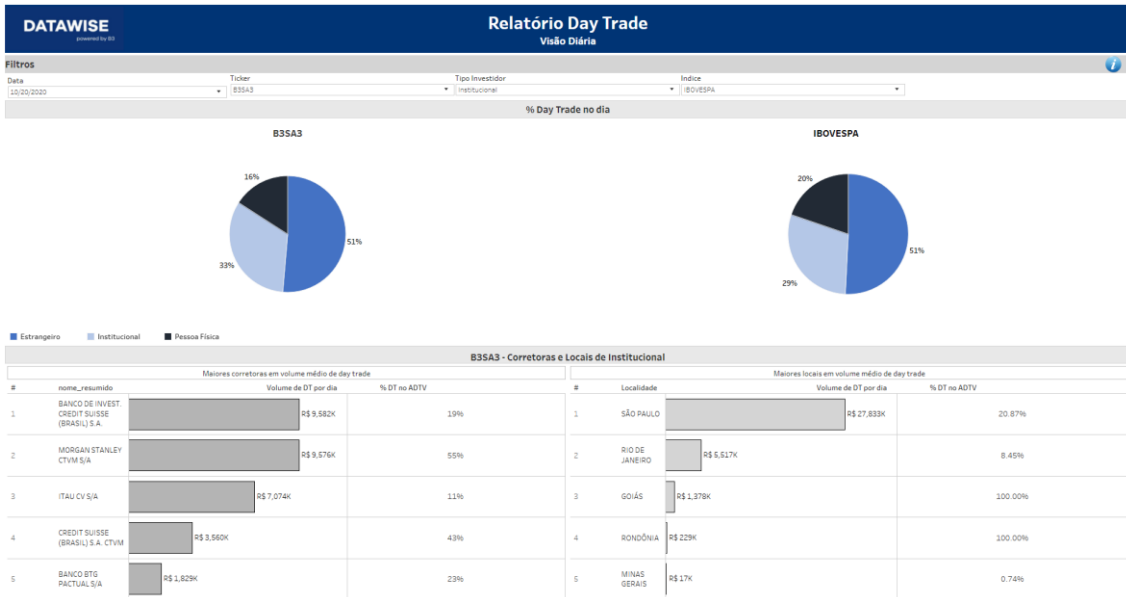 DATAWISE
powered by B3
Relatório Day Trade
Visão Diária
Filtros
i
Data
Ticker
Tipo Investidor
Indice
10/20/2020
B3SA3
Institucional
IBOVESPA
% Day Trade no dia
B3SA3
IBOVESPA
16%
51%
33%
20%
51%
29%
Estrangeiro
Institucional
Pessoa Física
B3SA3 - Corretoras e Locais de Institucional
Maiores corretoras em volume médio de day trade
# nome_resumido Volume de DT por dia % DT no ADTV
1 BANCO DE INVEST.
CREDIT SUISSE
(BRASIL) S.A.
R$ 9,582K 19%
2 MORGAN STANLEY
CTVM S/A
R$ 9,576K 55%
3 ITAU CV S/A R$ 7,074K 11%
4 CREDIT SUISSE
(BRASIL) S.A. CTVM
R$ 3,560K 43%
5 BANCO BTG
PACTUAL S/A
R$ 1,829K 23%
Maiores locais em volume médio de day trade
# Localidade Volume de DT por dia % DT no ADTV
1 SÃO PAULO R$ 27,833K 20.87%
2 RIO DE
JANEIRO
R$ 5,517K 8.45%
3 GOIÁS R$ 1,378K 100.00%
4 RONDÔNIA R$ 229K 100.00%
5 MINAS
GERAIS
R$ 17K 0.74%